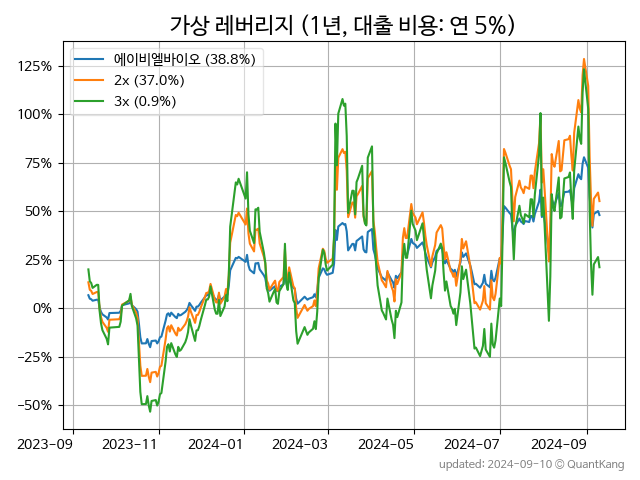 가상 레버리지 (1년, 대출 비용: 연 5%)
에이비엘바이오 (38.8%)
2x (37.0%)
3x (0.9%)
125%
100%
75%
50%
25%
0%
−25%
−50%
2023-09 2023-11 2024-01 2024-03 2024-05 2024-07 2024-09
updated: 2024-09-10 © QuantKang